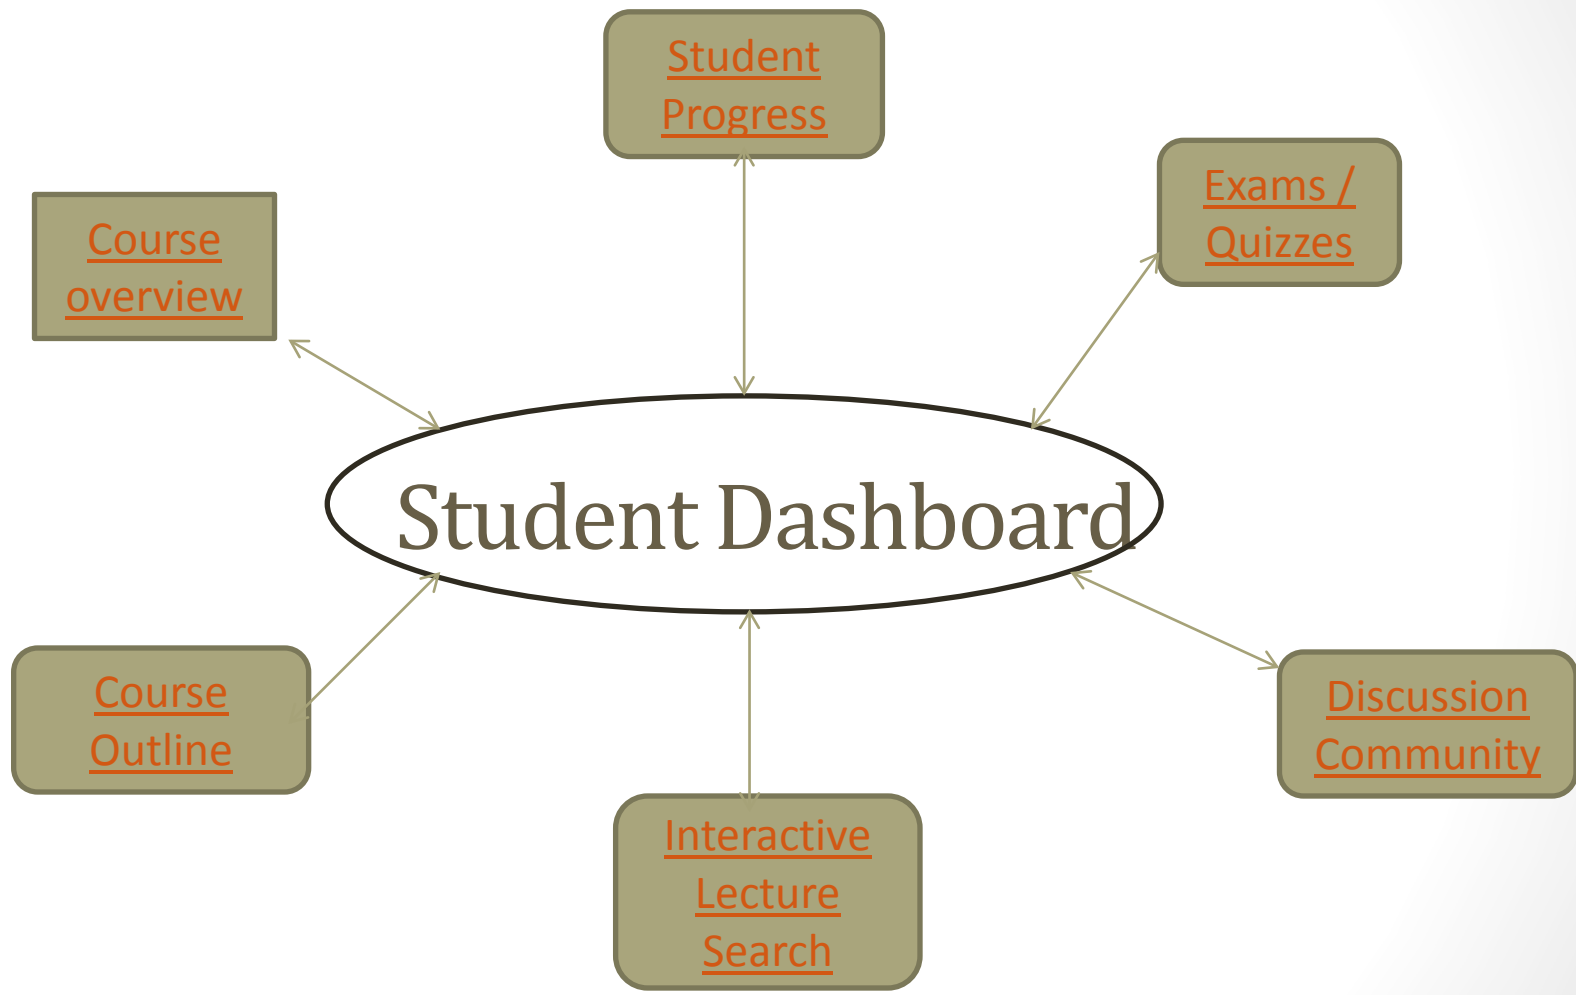 Student
Progress
Exams /
Quizzes
Course
overview
Student Dashboard
Course
Outline
Discussion
Community
Interactive
Lecture
Search